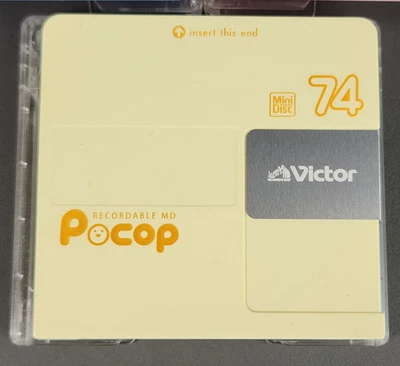 insert this end
Mini
Disc
74
Victor
RECORDABLE MD
Pocop